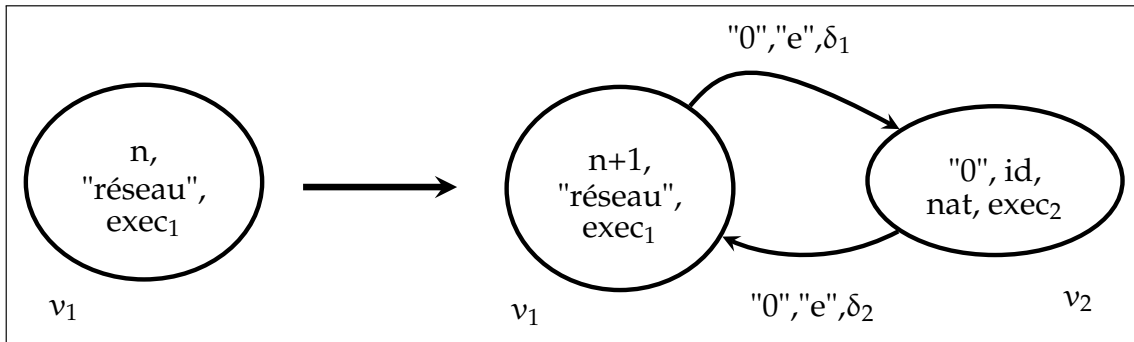 n,
"réseau",
exec₁
v₁
"0","e",δ₁
n+1,
"réseau",
exec₁
v₁
"0", id,
nat, exec₂
"0","e",δ₂
v₂